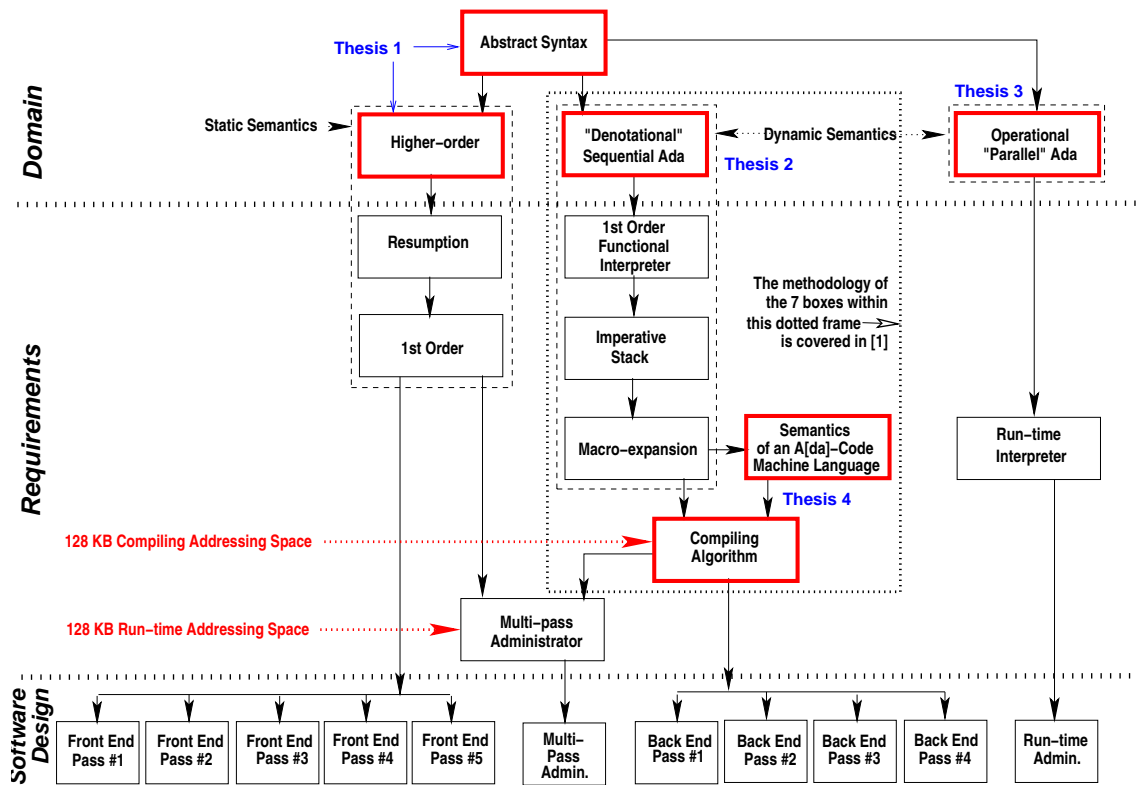 Thesis 1
Abstract Syntax
Thesis 3
Domain
Static Semantics
Higher-order
"Denotational"
Sequential Ada
Dynamic Semantics
Operational
"Parallel" Ada
Thesis 2
Requirements
Resumption
1st Order
Functional
Interpreter
The methodology of
the 7 boxes within
this dotted frame
is covered in [1]
1st Order
Imperative
Stack
Macro-expansion
Semantics
of an A[da]-Code
Machine Language
Run-time
Interpreter
Thesis 4
128 KB Compiling Addressing Space
Compiling
Algorithm
128 KB Run-time Addressing Space
Multi-pass
Administrator
Software
Design
Front End
Pass #1
Front End
Pass #2
Front End
Pass #3
Front End
Pass #4
Front End
Pass #5
Multi-
Pass
Admin.
Back End
Pass #1
Back End
Pass #2
Back End
Pass #3
Back End
Pass #4
Run-time
Admin.